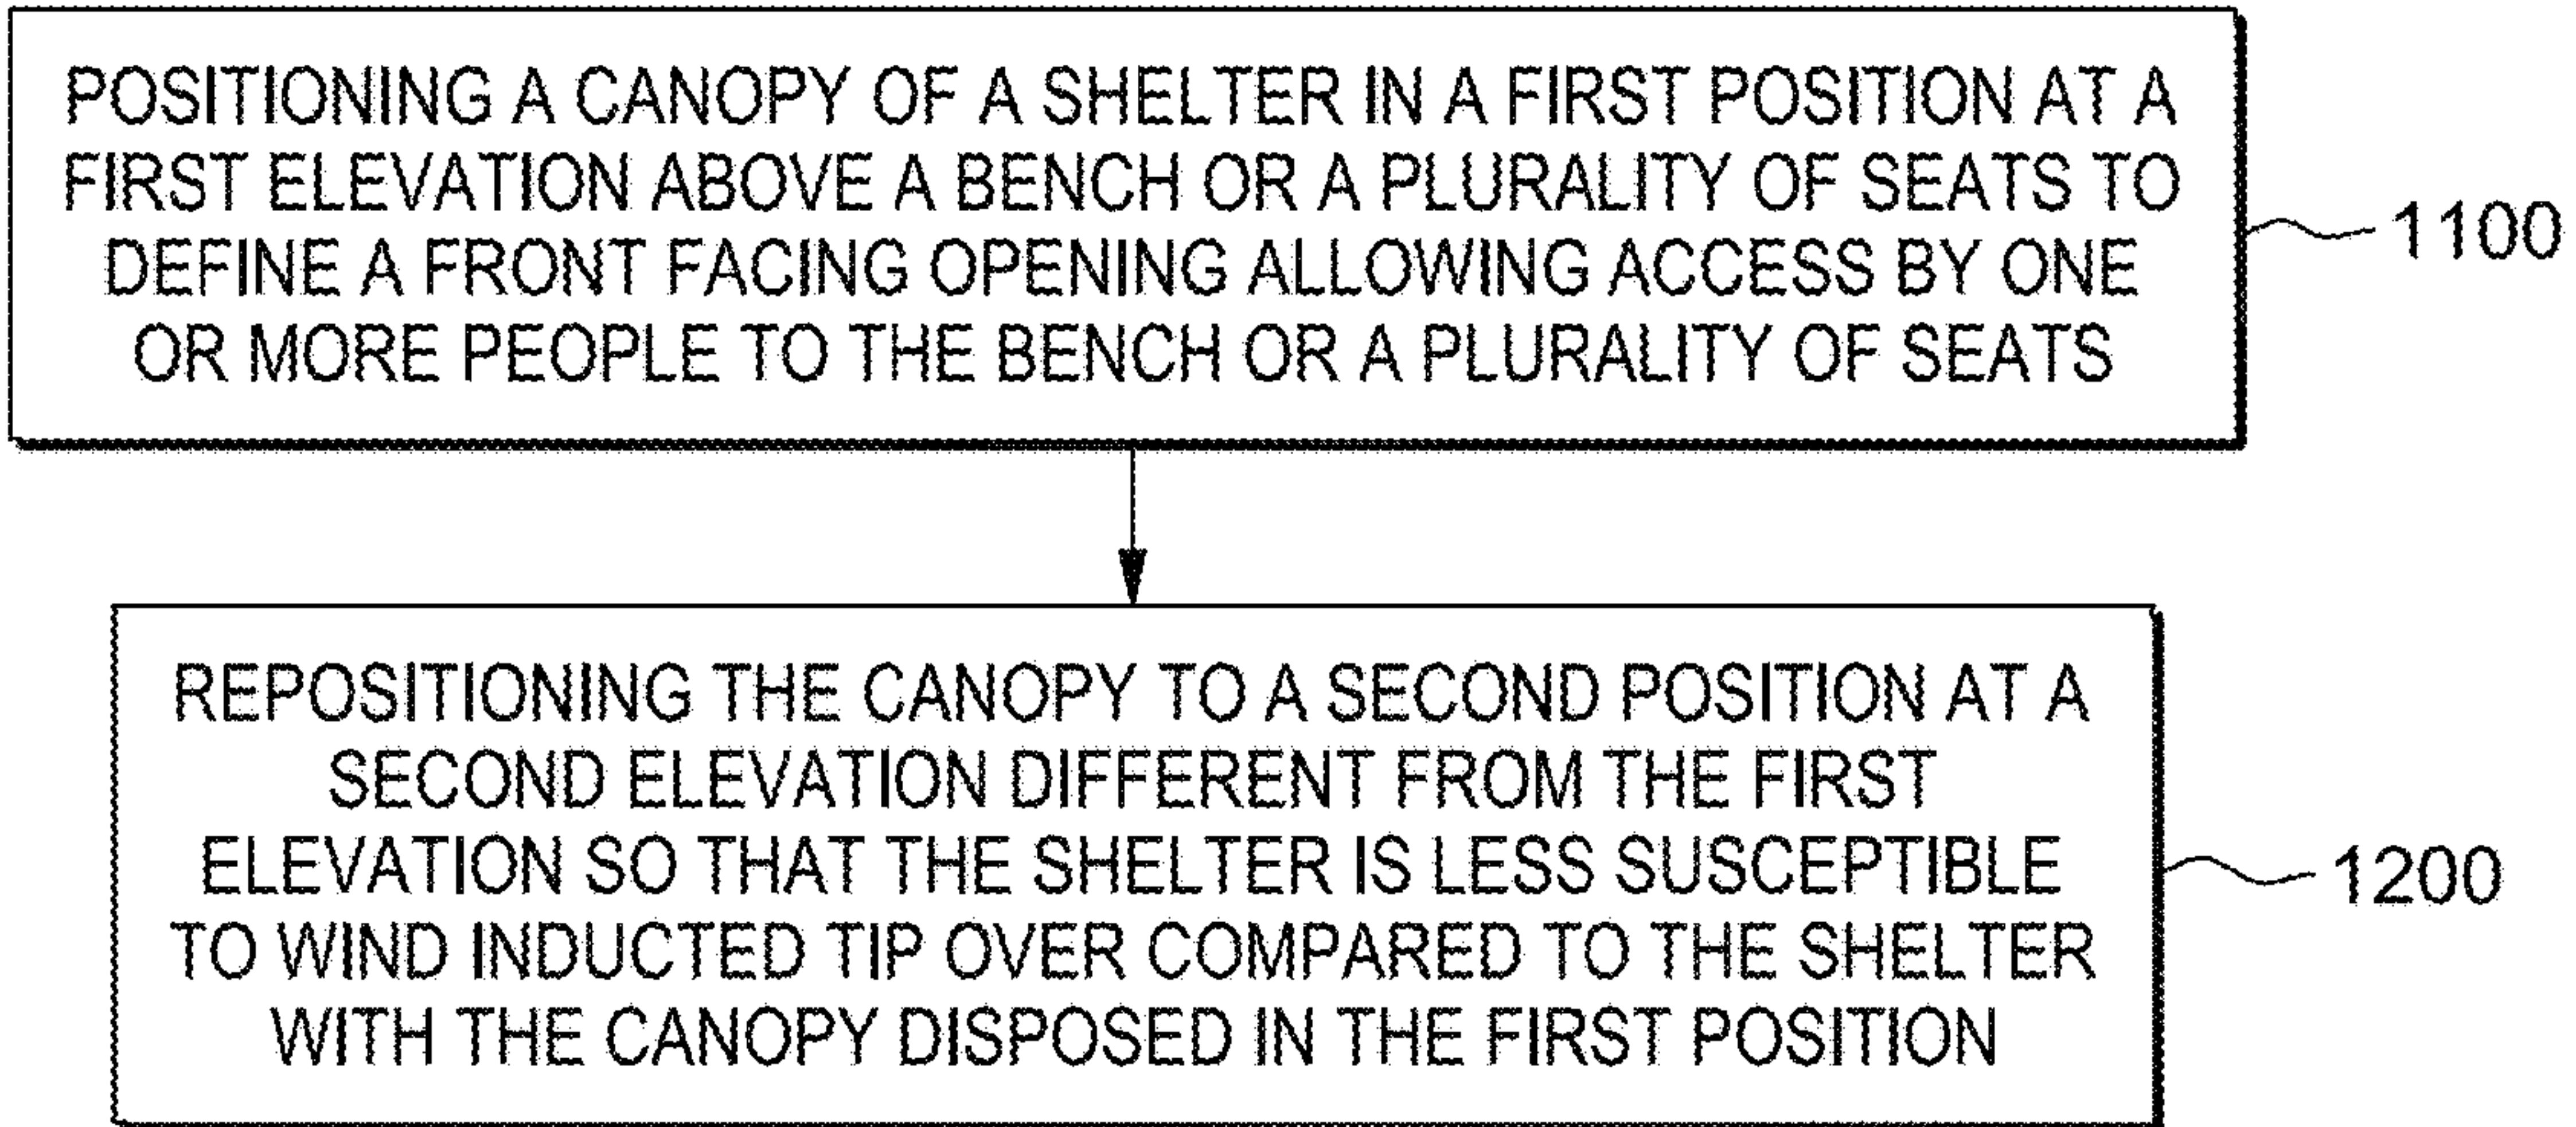 POSITIONING A CANOPY OF A SHELTER IN A FIRST POSITION AT A
FIRST ELEVATION ABOVE A BENCH OR A PLURALITY OF SEATS TO
DEFINE A FRONT FACING OPENING ALLOWING ACCESS BY ONE
OR MORE PEOPLE TO THE BENCH OR A PLURALITY OF SEATS
1100
REPOSITIONING THE CANOPY TO A SECOND POSITION AT A
SECOND ELEVATION DIFFERENT FROM THE FIRST
ELEVATION SO THAT THE SHELTER IS LESS SUSCEPTIBLE
TO WIND INDUCTED TIP OVER COMPARED TO THE SHELTER
WITH THE CANOPY DISPOSED IN THE FIRST POSITION
1200